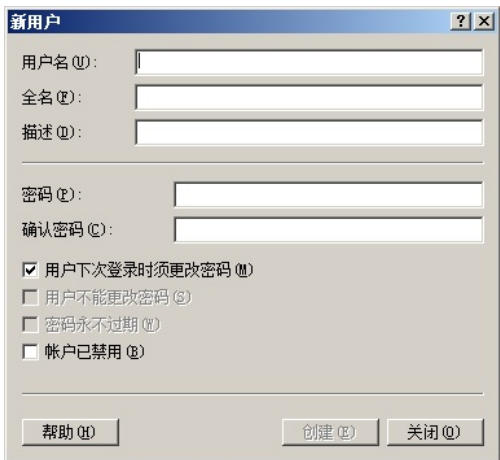 新用户
用户名(U):
全名(F):
描述(D):
密码(P):
确认密码(C):
用户下次登录时须更改密码(M)
用户不能更改密码(S)
密码永不过期(W)
帐户已禁用(B)
帮助(H) 创建(E) 关闭(O)